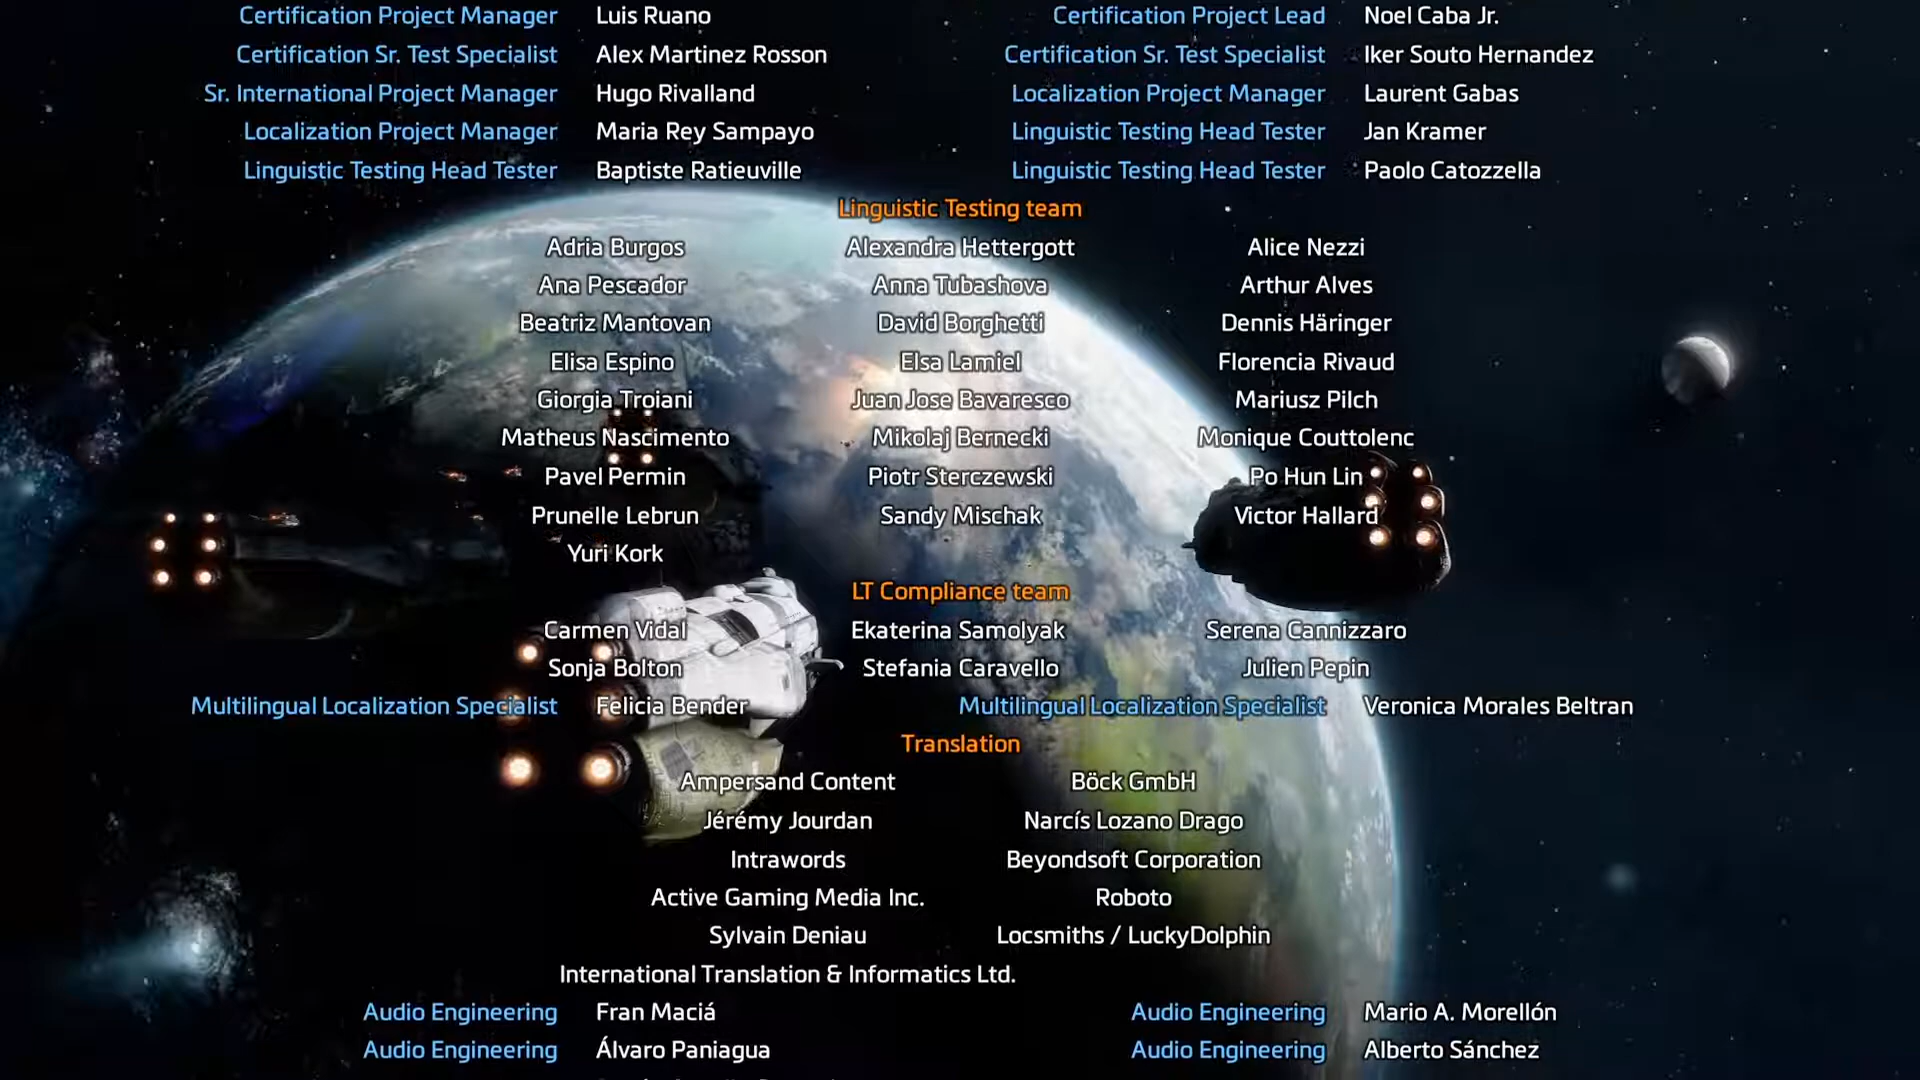 Certification Project Manager Luis Ruano Certification Project Lead Noel Caba Jr.
Certification Sr. Test Specialist Alex Martinez Rosson Certification Sr. Test Specialist Iker Souto Hernandez
Sr. International Project Manager Hugo Rivalland Localization Project Manager Laurent Gabas
Localization Project Manager Maria Rey Sampayo Linguistic Testing Head Tester Jan Kramer
Linguistic Testing Head Tester Baptiste Ratieuville Linguistic Testing Head Tester Paolo Catozzella
Linguistic Testing team
Adria Burgos Alexandra Hettergott Alice Nezzi
Ana Pescador Anna Tubashova Arthur Alves
Beatriz Mantovan David Borghetti Dennis Häringer
Elisa Espino Elsa Lamiel Florencia Rivaud
Giorgia Troiani Juan Jose Bavaresco Mariusz Pilch
Matheus Nascimento Mikolaj Bernecki Monique Couttolenc
Pavel Permin Piotr Sterczewski Po Hun Lin
Prunelle Lebrun Sandy Mischak Victor Hallard
Yuri Kork
LT Compliance team
Carmen Vidal Ekaterina Samolyak Serena Cannizzaro
Sonja Bolton Stefania Caravello Julien Pepin
Multilingual Localization Specialist Felicia Bender Multilingual Localization Specialist Veronica Morales Beltran
Translation
Ampersand Content Böck GmbH
Jérémy Jourdan Narcís Lozano Drago
Intrawords Beyondsoft Corporation
Active Gaming Media Inc. Roboto
Sylvain Deniau Locsmiths / LuckyDolphin
International Translation & Informatics Ltd.
Audio Engineering Fran Maciá Audio Engineering Mario A. Morellón
Audio Engineering Álvaro Paniagua Audio Engineering Alberto Sánchez